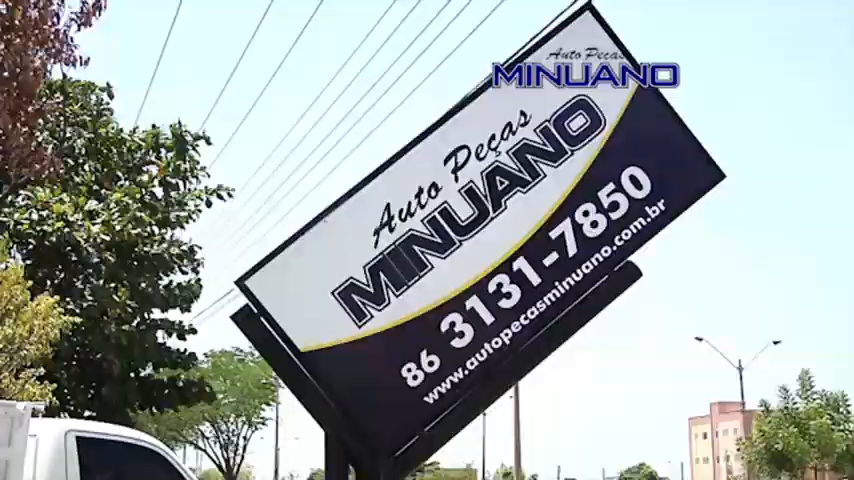 Auto Peças
MINUANO
Auto Peças
MINUANO
86 3131-7850
www.autopecasminuano.com.br